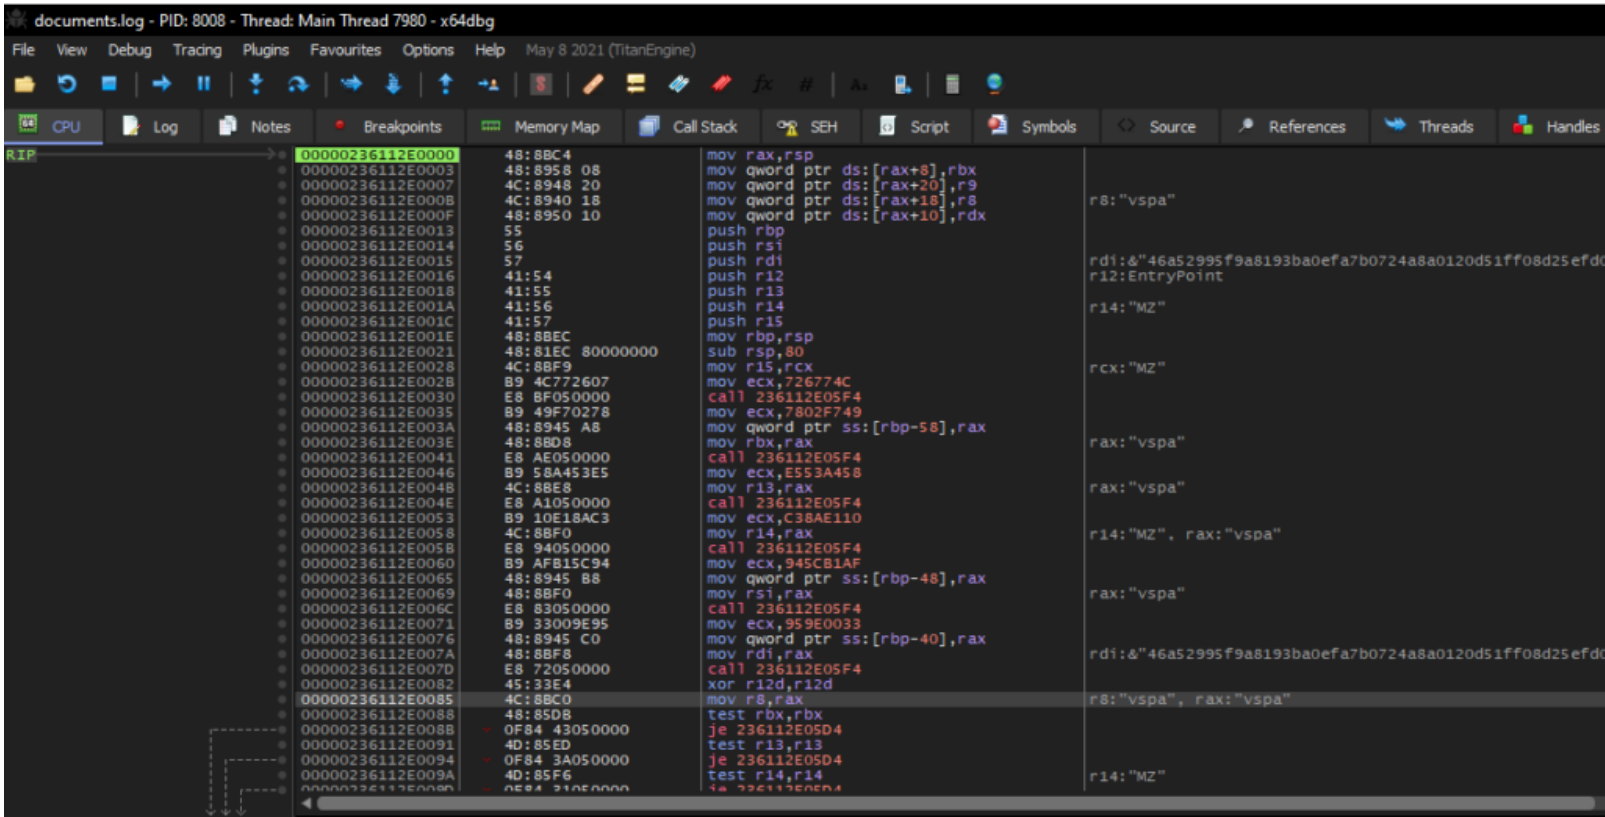 documents.log - PID: 8008 - Thread: Main Thread 7980 - x64dbg
File View Debug Tracing Plugins Favourites Options Help May 8 2021 (TitanEngine)
CPU Log Notes Breakpoints Memory Map Call Stack SEH Script Symbols Source References Threads Handles
RIP 00000236112E0000 48:8BC4 mov rax,rsp
00000236112E0003 48:8958 08 mov qword ptr ds:[rax+8],rbx
00000236112E0007 4C:8948 20 mov qword ptr ds:[rax+20],r9
00000236112E000B 4C:8940 18 mov qword ptr ds:[rax+18],r8 r8:"vspa"
00000236112E000F 48:8950 10 mov qword ptr ds:[rax+10],rdx
00000236112E0013 55 push rbp
00000236112E0014 56 push rsi
00000236112E0015 57 push rdi rdi:&"46a52995f9a8193ba0efa7b0724a8a0120d51ff08d25efd0
00000236112E0016 41:54 push r12 r12:EntryPoint
00000236112E0018 41:55 push r13
00000236112E001A 41:56 push r14 r14:"MZ"
00000236112E001C 41:57 push r15
00000236112E001E 48:8BEC mov rbp,rsp
00000236112E0021 48:81EC 80000000 sub rsp,80
00000236112E0028 4C:8BF9 mov r15,rcx rcx:"MZ"
00000236112E002B B9 4C772607 mov ecx,726774C
00000236112E0030 E8 BF050000 call 236112E05F4
00000236112E0035 B9 49F70278 mov ecx,7802F749
00000236112E003A 48:8945 A8 mov qword ptr ss:[rbp-58],rax
00000236112E003E 48:8BD8 mov rbx,rax rax:"vspa"
00000236112E0041 E8 AE050000 call 236112E05F4
00000236112E0046 B9 58A453E5 mov ecx,E553A458
00000236112E004B 4C:8BE8 mov r13,rax rax:"vspa"
00000236112E004E E8 A1050000 call 236112E05F4
00000236112E0053 B9 10E18AC3 mov ecx,C38AE110
00000236112E0058 4C:8BF0 mov r14,rax r14:"MZ", rax:"vspa"
00000236112E005B E8 94050000 call 236112E05F4
00000236112E0060 B9 AFB15C94 mov ecx,945CB1AF
00000236112E0065 48:8945 B8 mov qword ptr ss:[rbp-48],rax
00000236112E0069 48:8BF0 mov rsi,rax rax:"vspa"
00000236112E006C E8 83050000 call 236112E05F4
00000236112E0071 B9 33009E95 mov ecx,959E0033
00000236112E0076 48:8945 C0 mov qword ptr ss:[rbp-40],rax
00000236112E007A 48:8BF8 mov rdi,rax rdi:&"46a52995f9a8193ba0efa7b0724a8a0120d51ff08d25efd0
00000236112E007D E8 72050000 call 236112E05F4
00000236112E0082 45:33E4 xor r12d,r12d
00000236112E0085 4C:8BC0 mov r8,rax r8:"vspa", rax:"vspa"
00000236112E0088 48:85DB test rbx,rbx
00000236112E008B 0F84 43050000 je 236112E05D4
00000236112E0091 4D:85ED test r13,r13
00000236112E0094 0F84 3A050000 je 236112E05D4
00000236112E009A 4D:85F6 test r14,r14 r14:"MZ"
00000236112E009D 0F84 31050000 je 236112E05D4